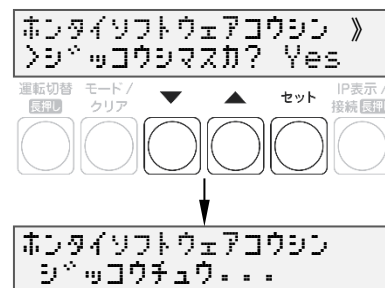 ホンタイソフトウェアコウシン 》
>ジッコウシマスカ? Yes
運転切替 モード/ IP表示/
長押し クリア ▼ ▲ セット 接続 長押
ホンタイソフトウェアコウシン
ジッコウチュウ...